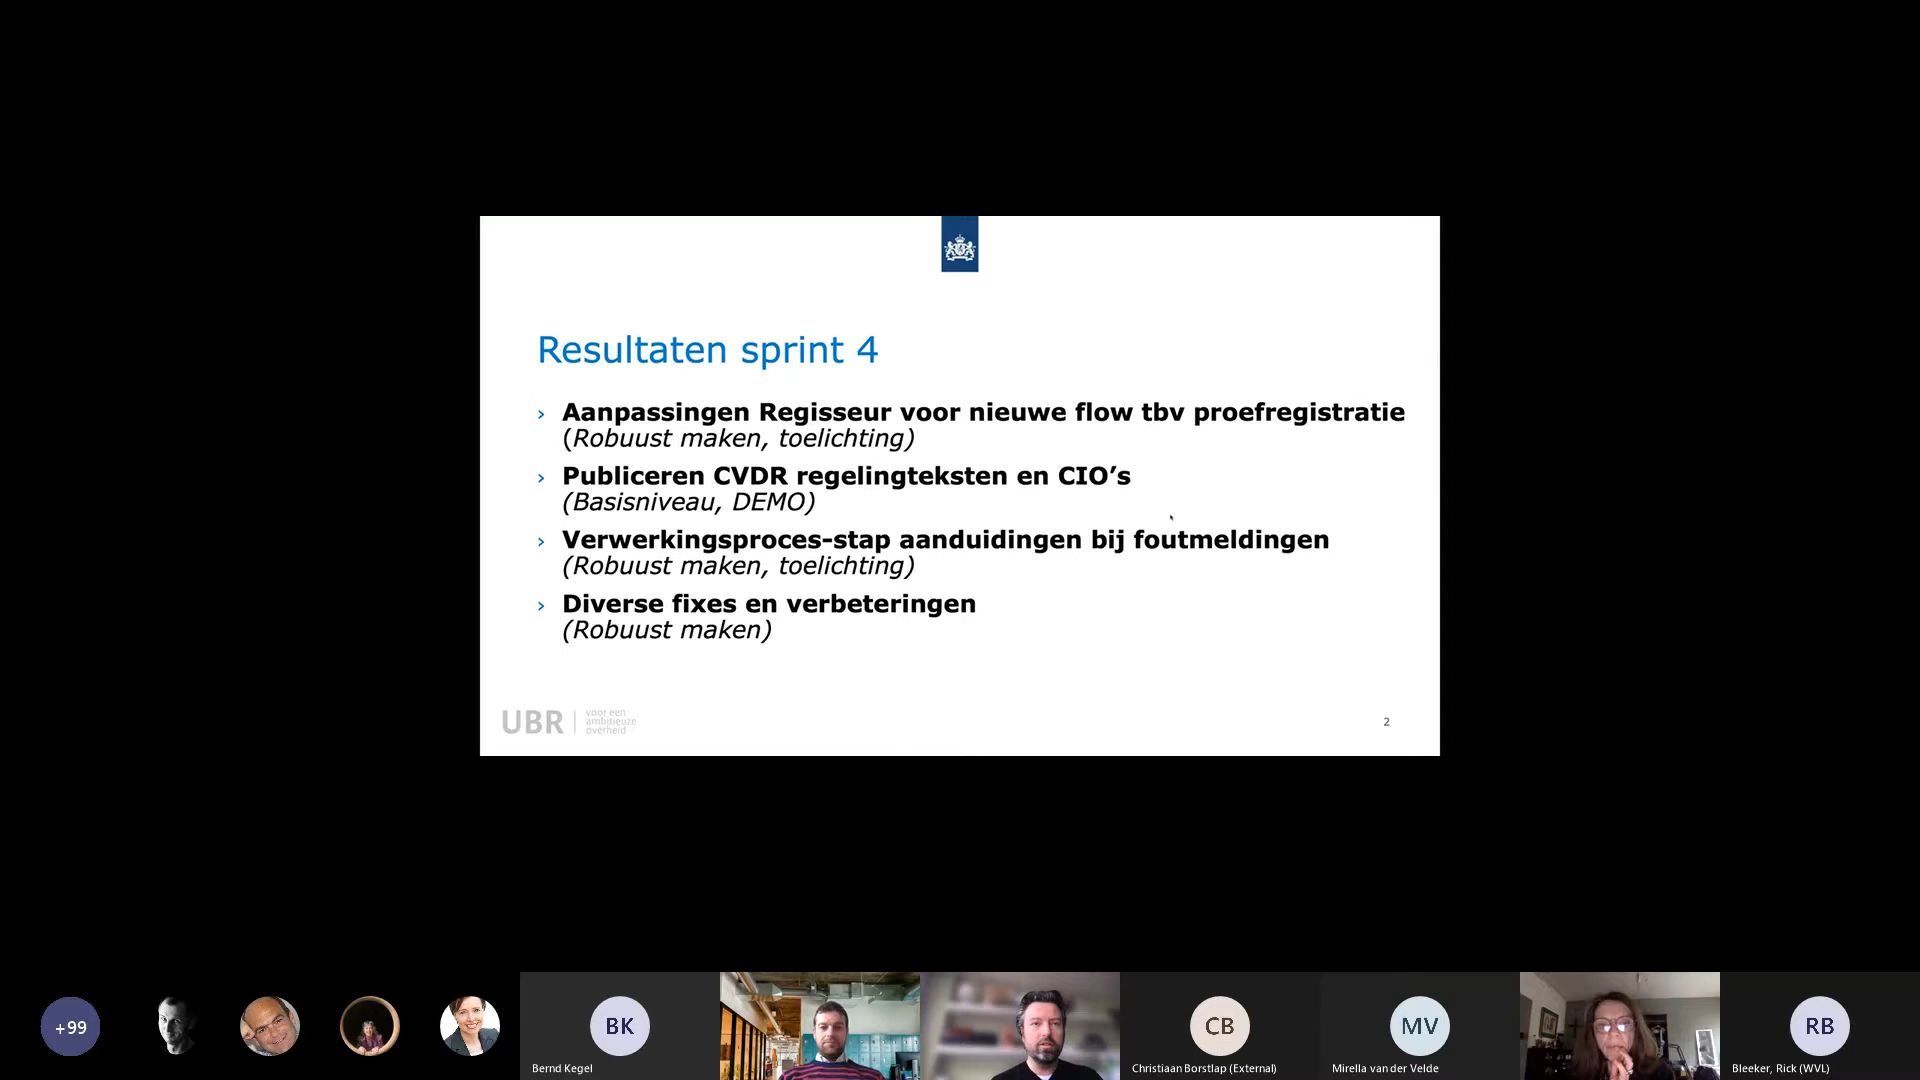 Resultaten sprint 4
› Aanpassingen Regisseur voor nieuwe flow tbv proefregistratie
(Robuust maken, toelichting)
› Publiceren CVDR regelingteksten en CIO’s
(Basisniveau, DEMO)
› Verwerkingsproces-stap aanduidingen bij foutmeldingen
(Robuust maken, toelichting)
› Diverse fixes en verbeteringen
(Robuust maken)
UBR
voor een
ambitieuze
overheid
2
+99
BK
CB
MV
RB
Bernd Kegel
Christiaan Borstlap (External)
Mirella van der Velde
Bleeker, Rick (WVL)